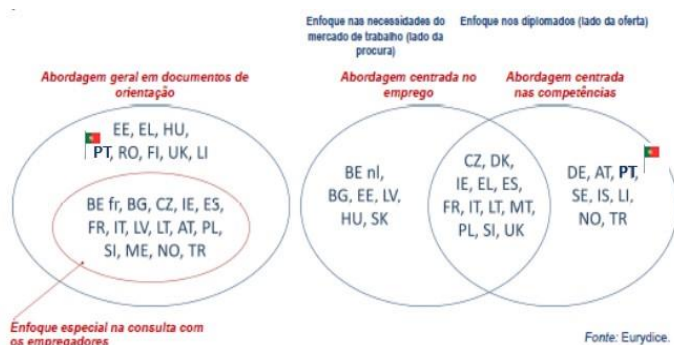 Enfoque nas necessidades do
mercado de trabalho (lado da
procura)
Enfoque nos diplomados (lado da oferta)
Abordagem geral em documentos de
orientação
Abordagem centrada no
emprego
Abordagem centrada
nas competências
EE, EL, HU,
PT, RO, FI, UK, LI
BE fr, BG, CZ, IE, ES,
FR, IT, LV, LT, AT, PL,
SI, ME, NO, TR
BE nl,
BG, EE, LV,
HU, SK
CZ, DK,
IE, EL, ES,
FR, IT, LT, MT,
PL, SI, UK
DE, AT, PT,
SE, IS, LI,
NO, TR
Enfoque especial na consulta com
os empregadores
Fonte: Eurydice.